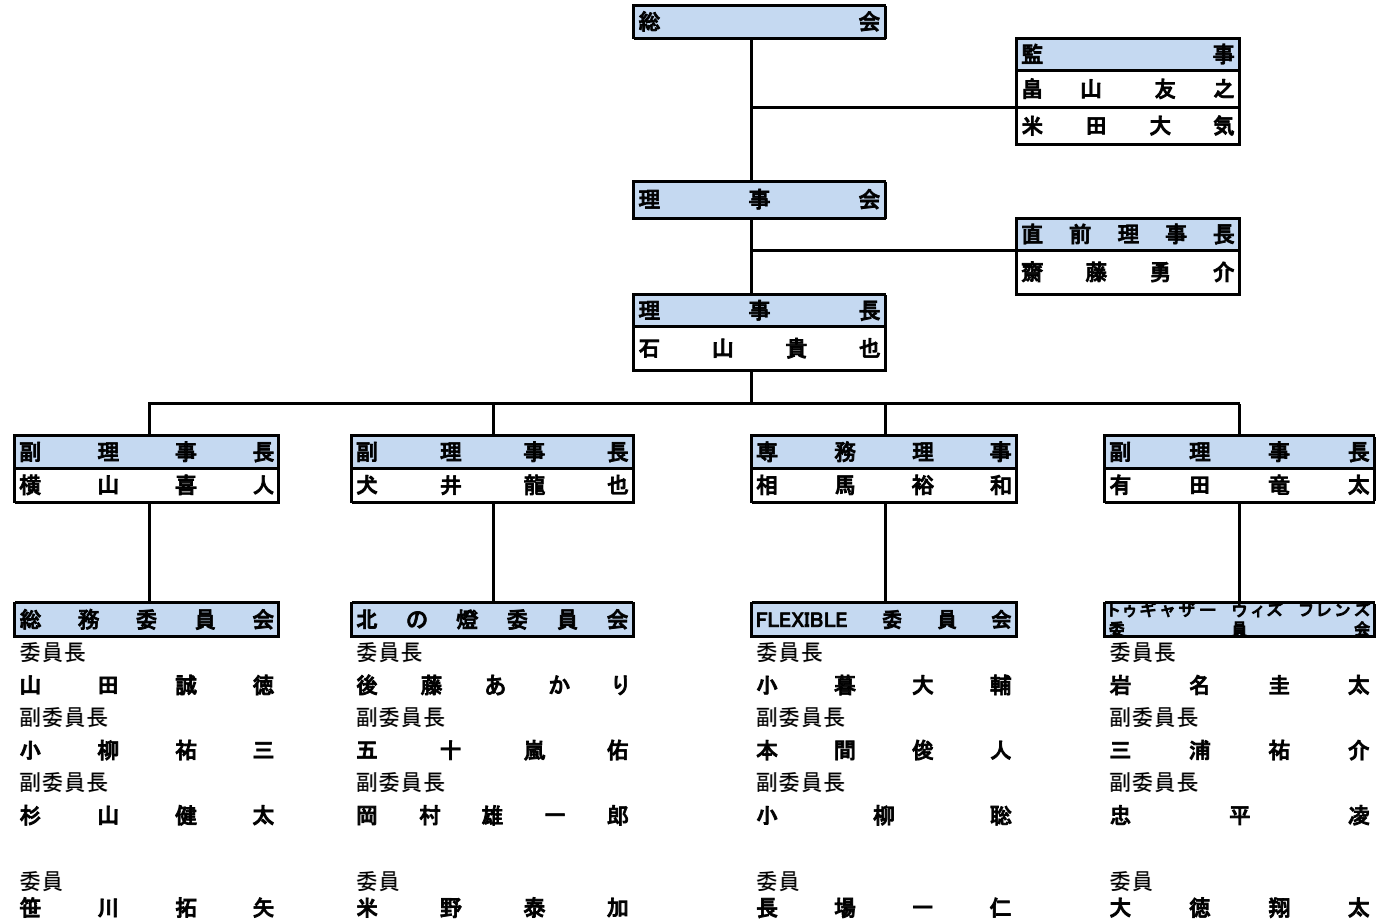 総会
監事
畠山友之
米田大気
理事会
直前理事長
齋藤勇介
理事長
石山貴也
副理事長
横山喜人
副理事長
犬井龍也
専務理事
相馬裕和
副理事長
有田竜太
総務委員会
委員長
山田誠徳
副委員長
小柳祐三
副委員長
杉山健太
委員
笹川拓矢
北の燈委員会
委員長
後藤あかり
副委員長
五十嵐佑
副委員長
岡村雄一郎
委員
米野泰加
FLEXIBLE 委員会
委員長
小暮大輔
副委員長
本間俊人
副委員長
小柳聡
委員
長場一仁
トゥギャザー ウィズ フレンズ
委員会
委員長
岩名圭太
副委員長
三浦祐介
副委員長
忠平凌
委員
大徳翔太